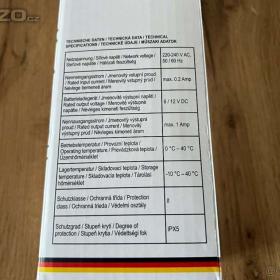 ZO.cz
TECHNISCHE DATEN / TECHNICKÁ DATA / TECHNICAL
SPECIFICATIONS / TECHNICKÉ ÚDAJE / MŰSZAKI ADATOK
Netzspannung / Síťové napětí / Network voltage /
Sieťové napätie / Hálózati feszültség
220-240 V AC,
50 / 60 Hz
Nenneingangsstrom / Jmenovitý vstupní proud
/ Rated input current / Menovitý vstupný prúd /
Névleges bemeneti áram
max. 0.2 Amp
Batterieladegerät / Jmenovité výstupní napětí
/ Rated output voltage / Menovité výstupné
napätie / Névleges kimeneti feszültség
6 / 12 V DC
Nennausgangsstrom / Jmenovitý výstupní
proud / Rated output current / Menovitý
výstupný prúd / Névleges kimeneti áram
max. 1 Amp
Betriebstemperatur / Provozní teplota /
Operating temperature / Prevádzková teplota /
Üzemhőmérséklet
0 °C – 40 °C
Lagertemperatur / Skladovací teplota / Storage
temperature / Skladovacia teplota / Tárolási
hőmérséklet
-10 °C – 40 °C
Schutzklasse / Ochranná třída / Protection
class / Ochranná trieda / Védelmi osztály
II
Schutzgrad / Stupeň krytí / Degree of
protection / Stupeň krytia / Védettségi fok
IPX5